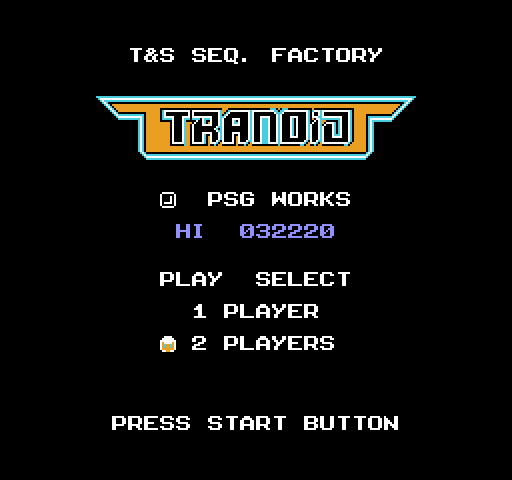 T&S SEQ. FACTORY
TRANOID
PSG WORKS
HI 032220
PLAY SELECT
1 PLAYER
2 PLAYERS
PRESS START BUTTON